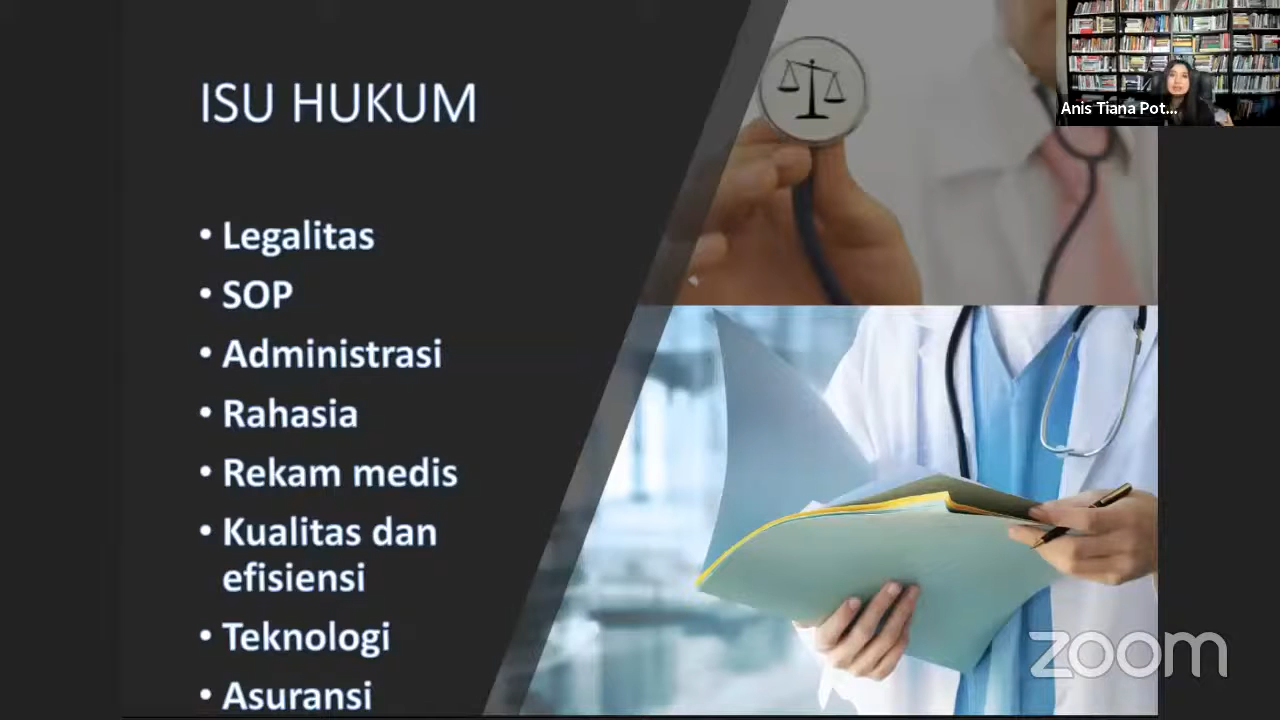 ISU HUKUM
Anis Tiana Pot...
• Legalitas
• SOP
• Administrasi
• Rahasia
• Rekam medis
• Kualitas dan
efisiensi
• Teknologi
• Asuransi
zoom